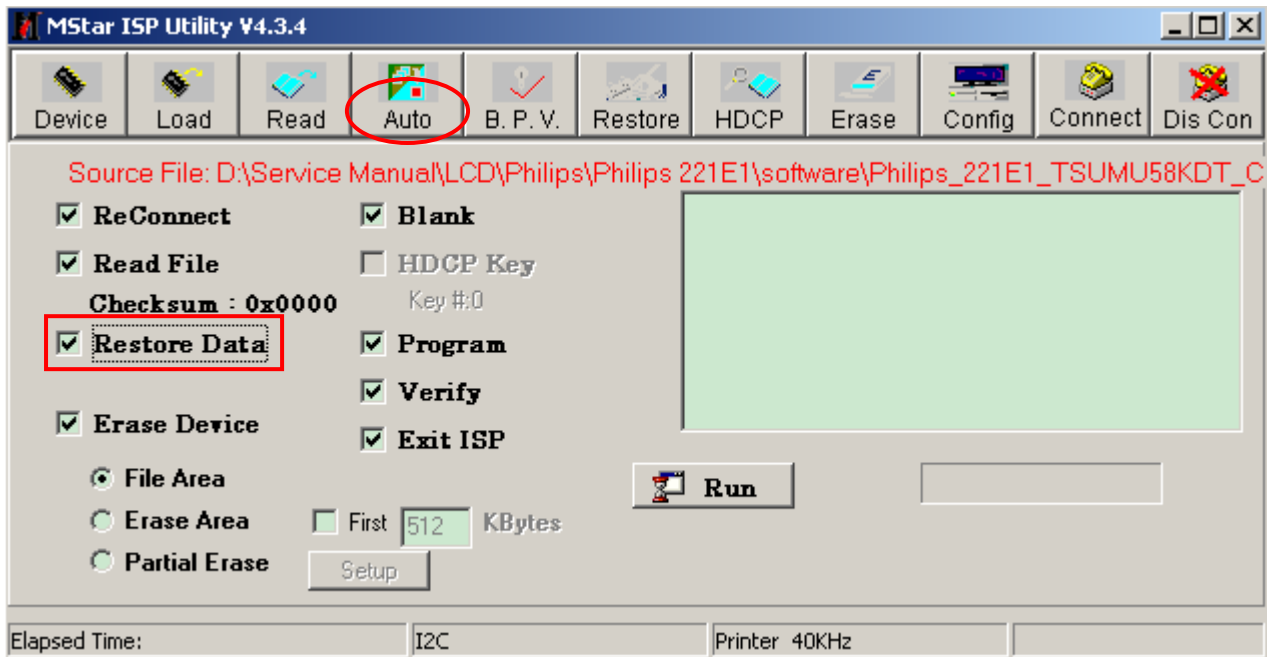 MStar ISP Utility V4.3.4
Device Load Read Auto B. P. V. Restore HDCP Erase Config Connect Dis Con
Source File: D:\Service Manual\LCD\Philips\Philips 221E1\software\Philips_221E1_TSUMU58KDT_C
ReConnect Blank
Read File HDCP Key
Checksum : 0x0000 Key #:0
Restore Data Program
Verify
Erase Device
Exit ISP
File Area Run
Erase Area First 512 KBytes
Partial Erase Setup
Elapsed Time: I2C Printer 40KHz